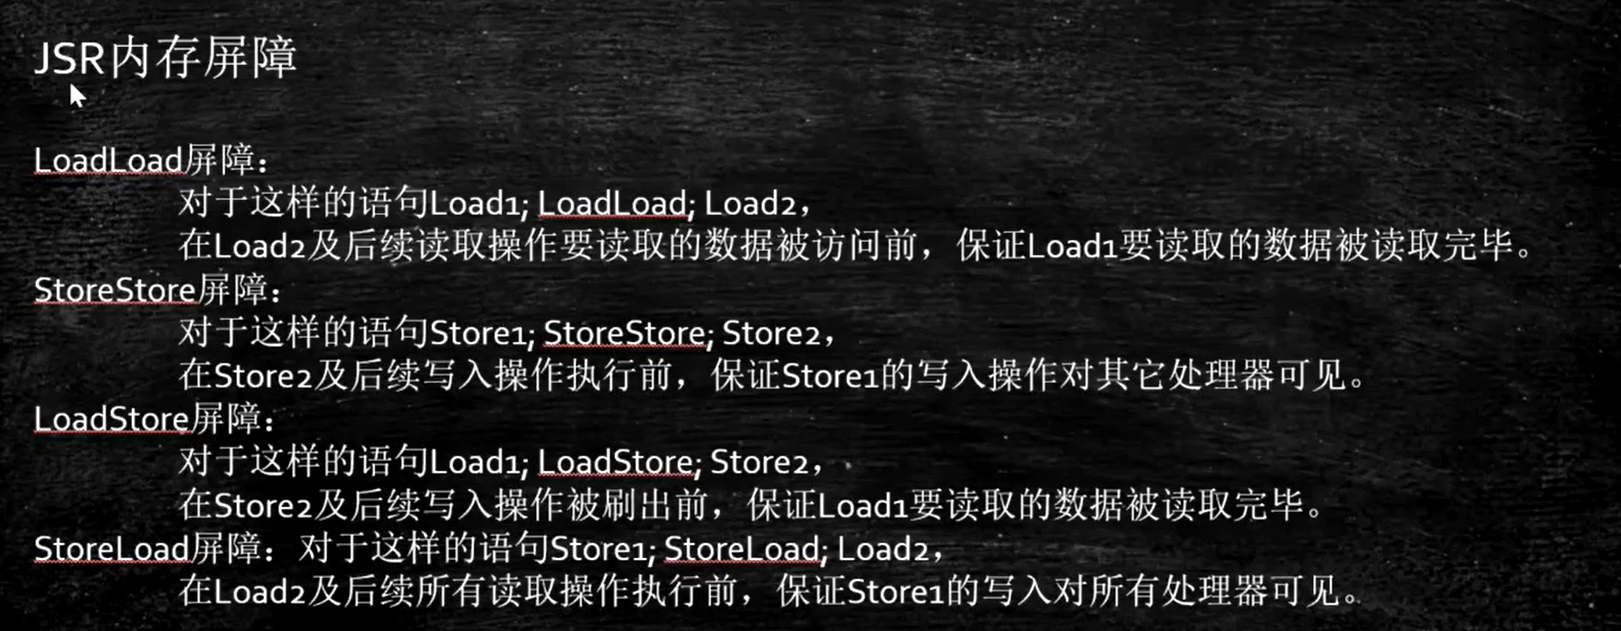 JSR内存屏障
LoadLoad屏障：
对于这样的语句Load1; LoadLoad; Load2，
在Load2及后续读取操作要读取的数据被访问前，保证Load1要读取的数据被读取完毕。
StoreStore屏障：
对于这样的语句Store1; StoreStore; Store2，
在Store2及后续写入操作执行前，保证Store1的写入操作对其它处理器可见。
LoadStore屏障：
对于这样的语句Load1; LoadStore; Store2，
在Store2及后续写入操作被刷出前，保证Load1要读取的数据被读取完毕。
StoreLoad屏障：对于这样的语句Store1; StoreLoad; Load2，
在Load2及后续所有读取操作执行前，保证Store1的写入对所有处理器可见。